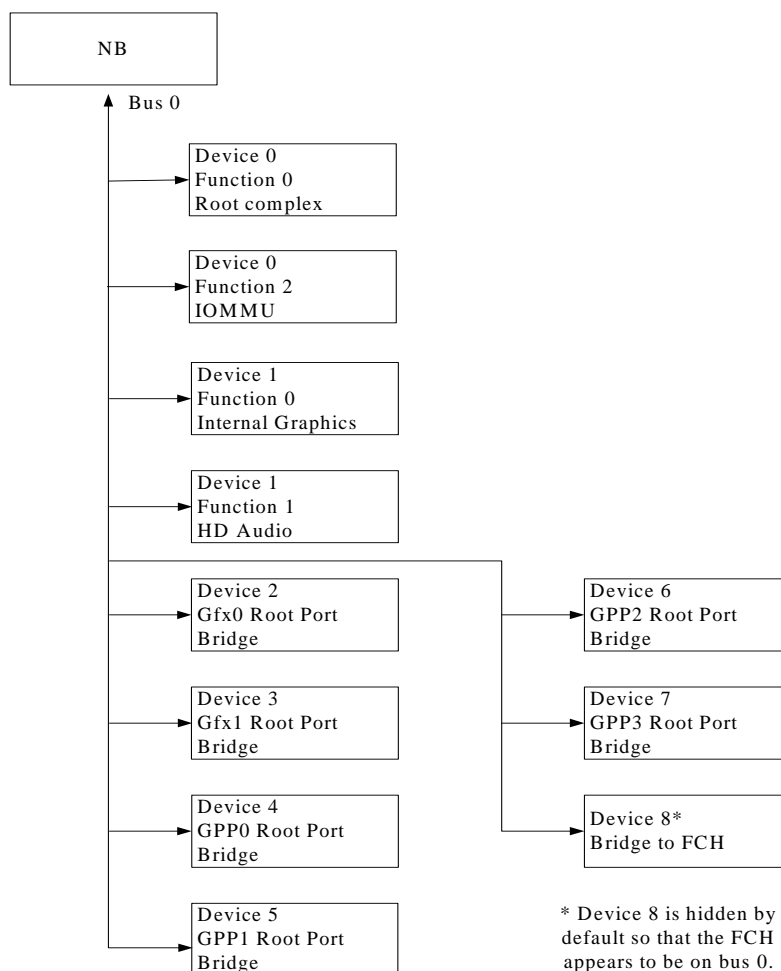 NB
Bus 0
Device 0
Function 0
Root complex
Device 0
Function 2
IOMMU
Device 1
Function 0
Internal Graphics
Device 1
Function 1
HD Audio
Device 2
Gfx0 Root Port
Bridge
Device 3
Gfx1 Root Port
Bridge
Device 4
GPP0 Root Port
Bridge
Device 5
GPP1 Root Port
Bridge
Device 6
GPP2 Root Port
Bridge
Device 7
GPP3 Root Port
Bridge
Device 8*
Bridge to FCH
* Device 8 is hidden by
default so that the FCH
appears to be on bus 0.